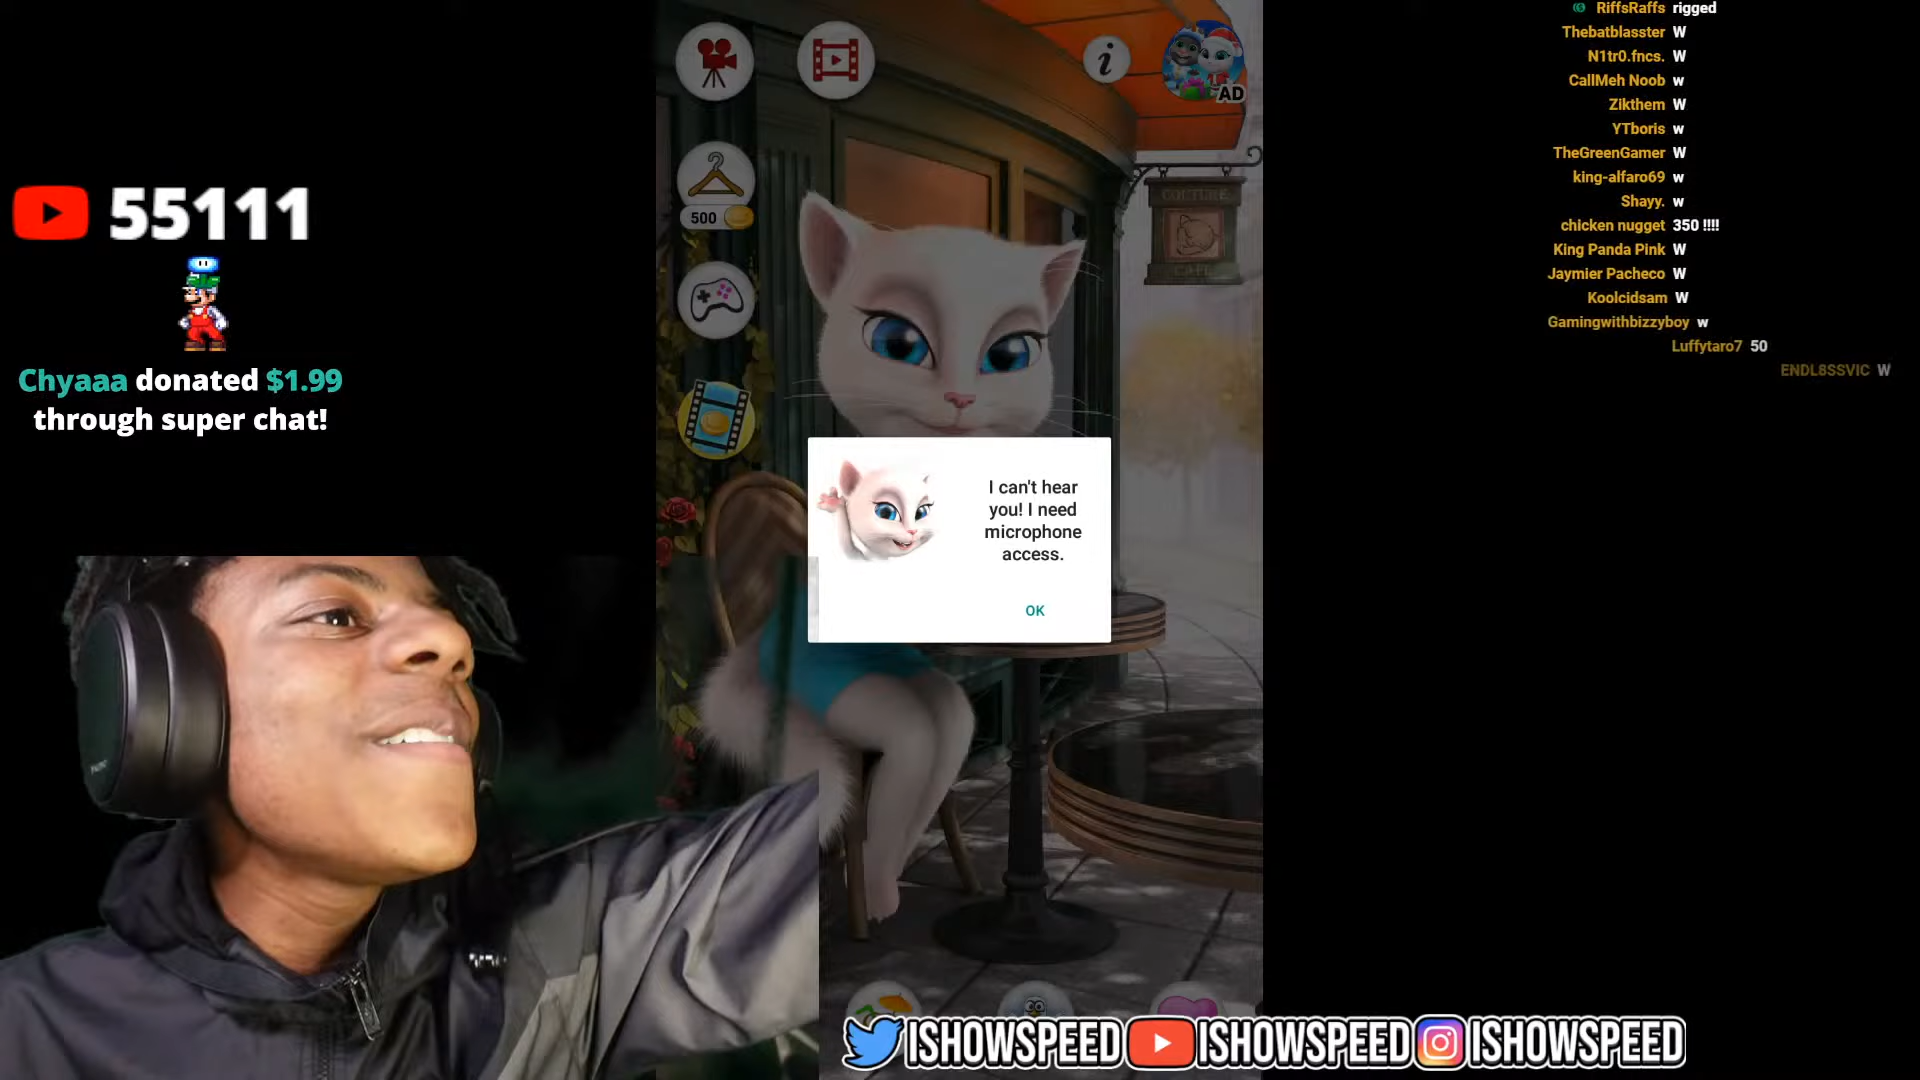 55111
Chyaaa donated $1.99
through super chat!
AD
500
COUTURE
CAFE
I can't hear
you! I need
microphone
access.
OK
RiffsRaffs rigged
Thebatblasster W
N1tr0.fncs. W
CallMeh Noob w
Zikthem W
YTboris w
TheGreenGamer W
king-alfaro69 w
Shayy. w
chicken nugget 350 !!!!
King Panda Pink W
Jaymier Pacheco W
Koolcidsam W
Gamingwithbizzyboy w
Luffytaro7 50
ENDL8SSVIC W
ISHOWSPEED ISHOWSPEED ISHOWSPEED